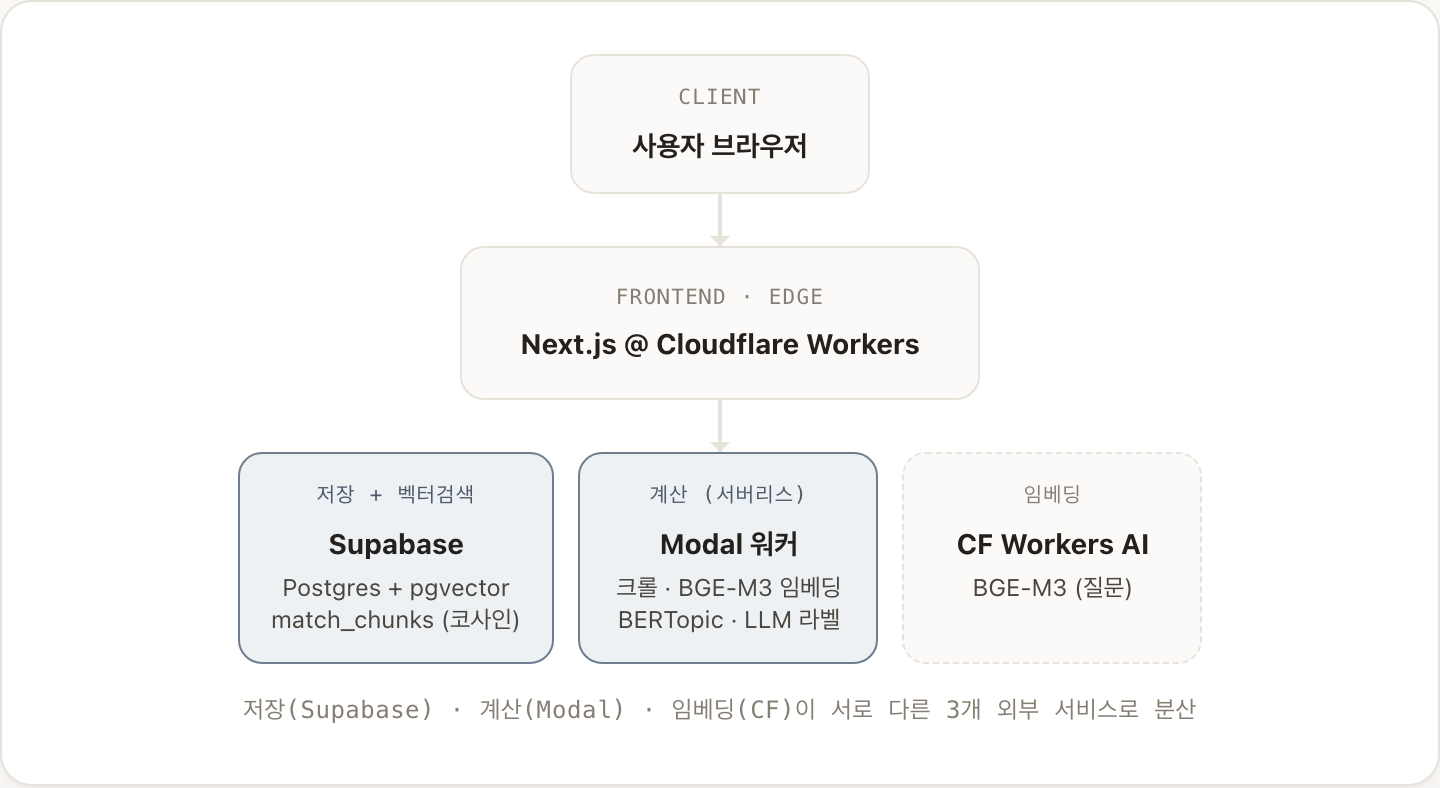 CLIENT
사용자 브라우저
FRONTEND · EDGE
Next.js @ Cloudflare Workers
저장 + 벡터검색
Supabase
Postgres + pgvector
match_chunks (코사인)
계산 (서버리스)
Modal 워커
크롤 · BGE-M3 임베딩
BERTopic · LLM 라벨
임베딩
CF Workers AI
BGE-M3 (질문)
저장(Supabase) · 계산(Modal) · 임베딩(CF)이 서로 다른 3개 외부 서비스로 분산